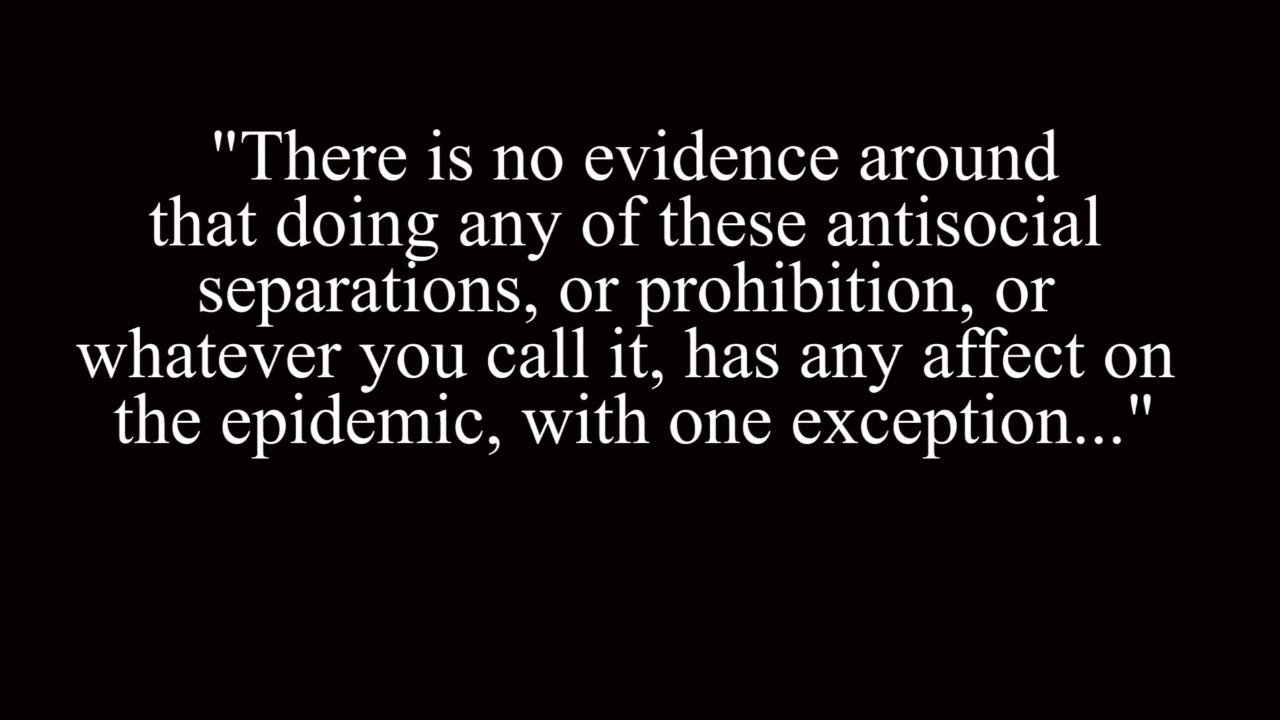 "There is no evidence around
that doing any of these antisocial
separations, or prohibition, or
whatever you call it, has any affect on
the epidemic, with one exception..."